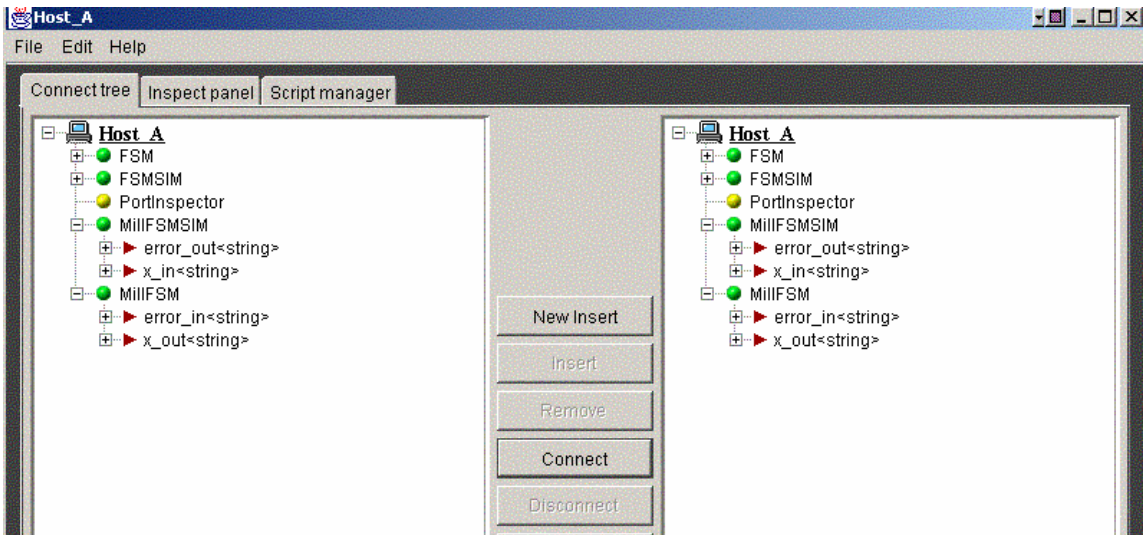 Host_A
File Edit Help
Connect tree Inspect panel Script manager
Host_A
FSM
FSMSIM
PortInspector
MillFSMSIM
error_out<string>
x_in<string>
MillFSM
error_in<string>
x_out<string>
New Insert
Insert
Remove
Connect
Disconnect
Host_A
FSM
FSMSIM
PortInspector
MillFSMSIM
error_out<string>
x_in<string>
MillFSM
error_in<string>
x_out<string>